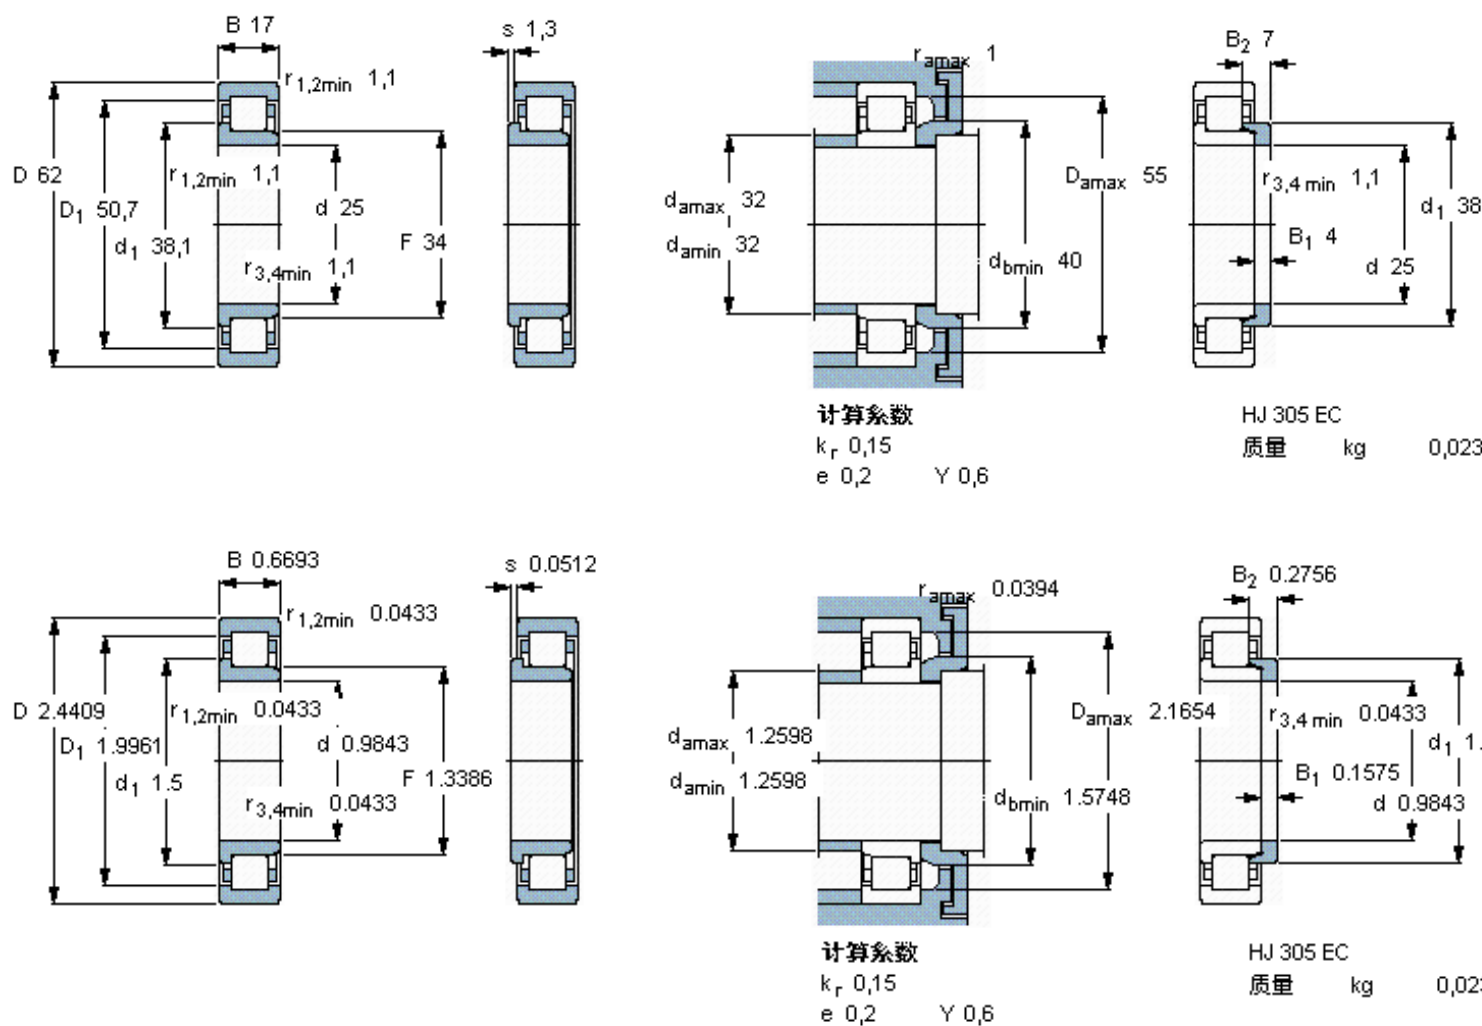 B 17
s 1,3
r1,2min 1,1
ramax 1
B2 7
D 62
D1 50,7
r1,2min 1,1
d1 38,1
d 25
F 34
r3,4min 1,1
damax 32
damin 32
Damax 55
dbmin 40
r3,4 min 1,1
d1 38
B1 4
d 25
计算系数
kr 0,15
e 0,2 Y 0,6
HJ 305 EC
质量 kg 0,023
B 0.6693
s 0.0512
r1,2min 0.0433
ramax 0.0394
B2 0.2756
D 2.4409
D1 1.9961
r1,2min 0.0433
d1 1.5
d 0.9843
F 1.3386
r3,4min 0.0433
damax 1.2598
damin 1.2598
Damax 2.1654
dbmin 1.5748
r3,4 min 0.0433
d1 1.
B1 0.1575
d 0.9843
计算系数
kr 0,15
e 0,2 Y 0,6
HJ 305 EC
质量 kg 0,02